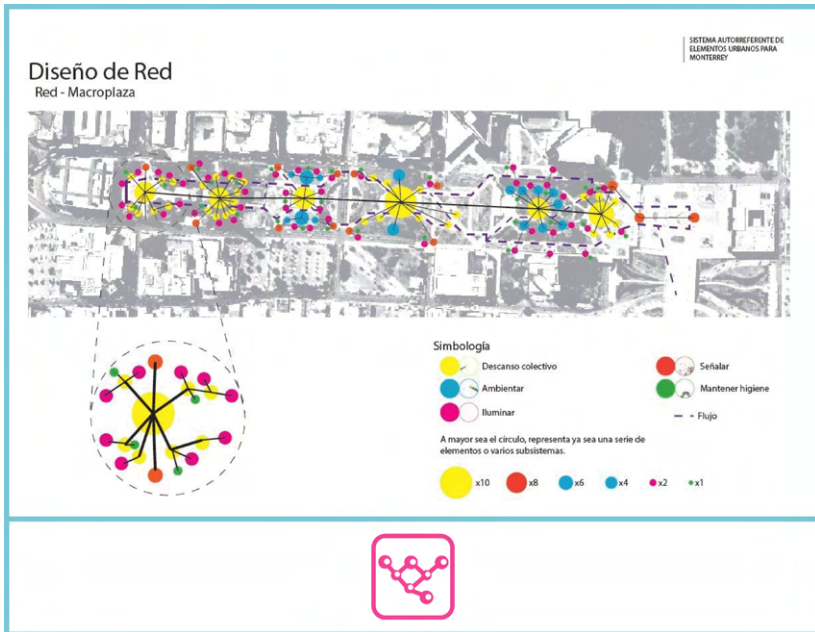 SISTEMA AUTORREFERENTE DE
ELEMENTOS URBANOS PARA
MONTERREY
Diseño de Red
Red - Macroplaza
Simbología
Descanso colectivo
Ambientar
Iluminar
Señalar
Mantener higiene
Flujo
A mayor sea el círculo, representa ya sea una serie de
elementos o varios subsistemas.
x10 x8 x6 x4 x2 x1